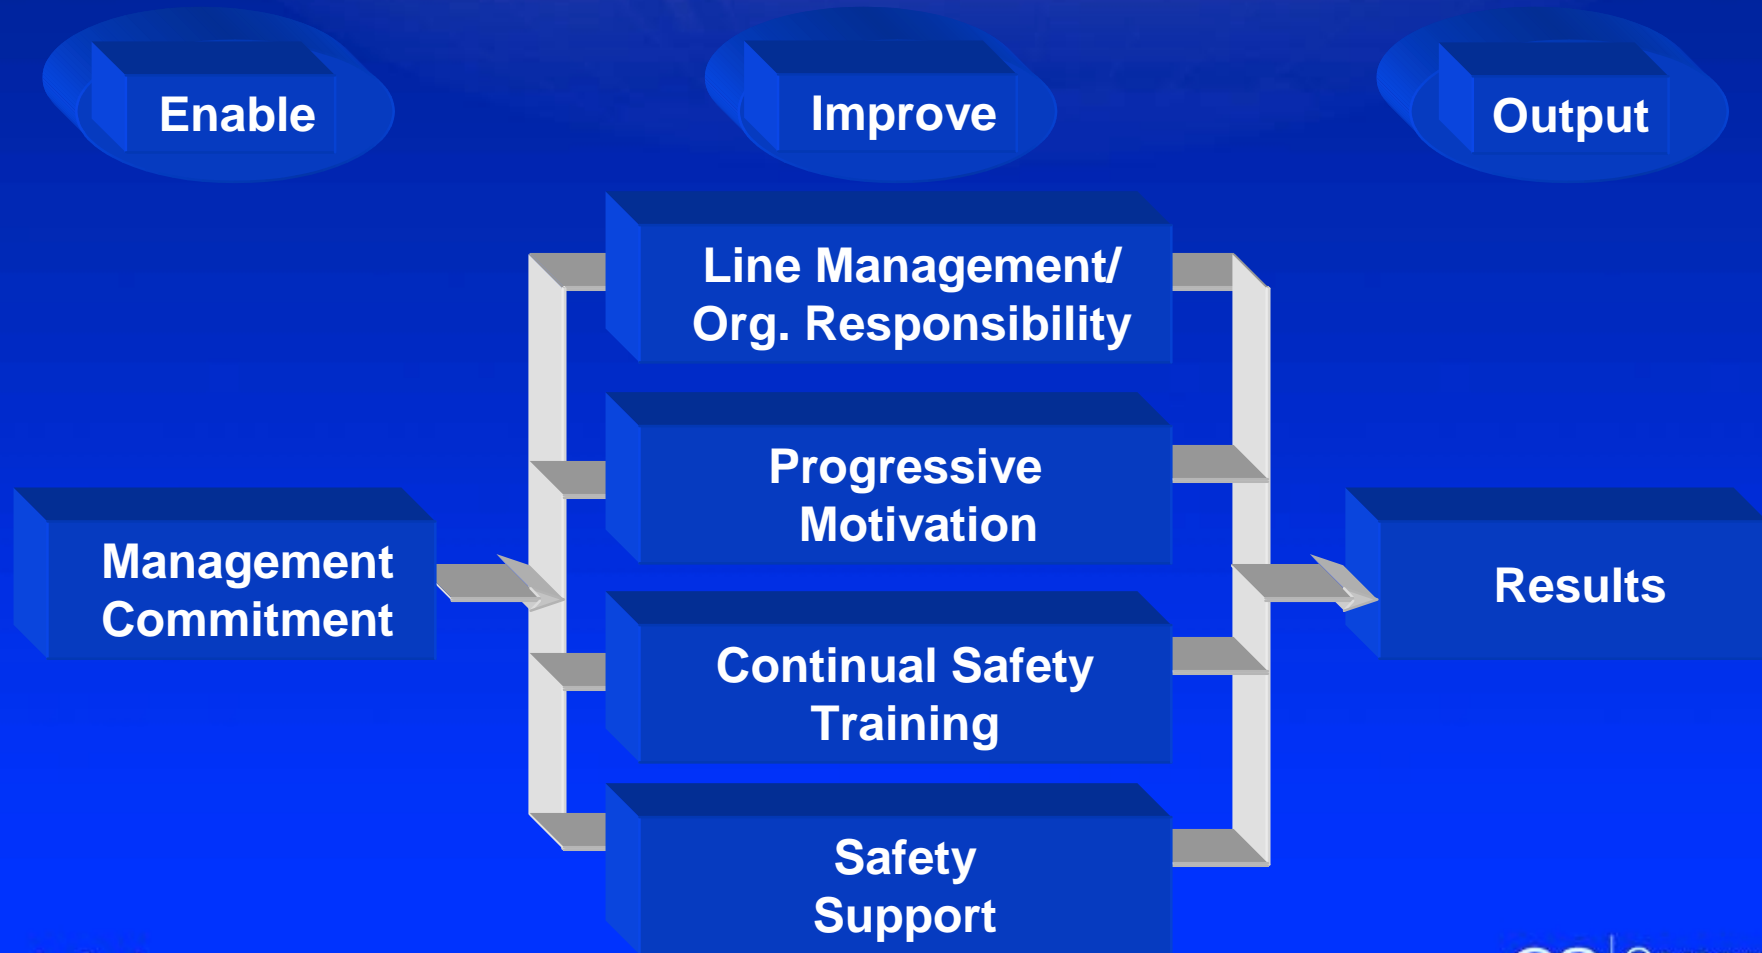 Enable
Improve
Output
Line Management/
Org. Responsibility
Progressive
Motivation
Management
Commitment
Results
Continual Safety
Training
Safety
Support